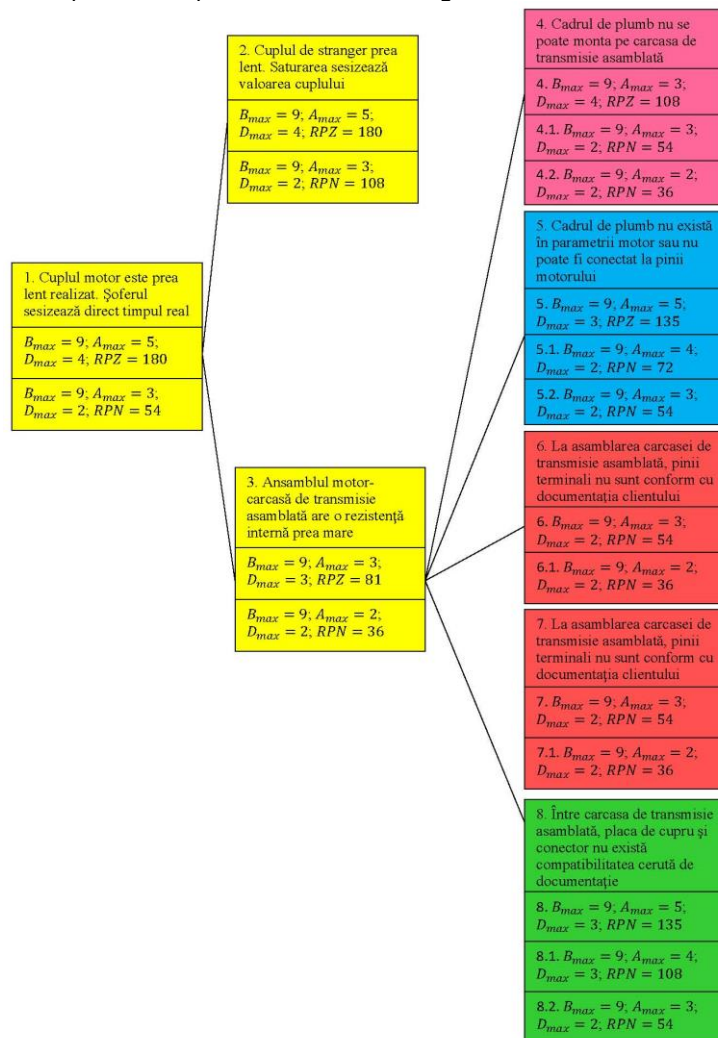 2. Cuplul de stranger prea
lent. Saturarea sesizează
valoarea cuplului
B_max = 9; A_max = 5;
D_max = 4; RPZ = 180
B_max = 9; A_max = 3;
D_max = 2; RPN = 108
1. Cuplul motor este prea
lent realizat. Şoferul
sesizează direct timpul real
B_max = 9; A_max = 5;
D_max = 4; RPZ = 180
B_max = 9; A_max = 3;
D_max = 2; RPN = 54
3. Ansamblul motor-
carcasă de transmisie
asamblată are o rezistenţă
internă prea mare
B_max = 9; A_max = 3;
D_max = 3; RPZ = 81
B_max = 9; A_max = 2;
D_max = 2; RPN = 36
4. Cadrul de plumb nu se
poate monta pe carcasa de
transmisie asamblată
4. B_max = 9; A_max = 3;
D_max = 4; RPZ = 108
4.1. B_max = 9; A_max = 3;
D_max = 2; RPN = 54
4.2. B_max = 9; A_max = 2;
D_max = 2; RPN = 36
5. Cadrul de plumb nu există
în parametrii motor sau nu
poate fi conectat la pinii
motorului
5. B_max = 9; A_max = 5;
D_max = 3; RPZ = 135
5.1. B_max = 9; A_max = 4;
D_max = 2; RPN = 72
5.2. B_max = 9; A_max = 3;
D_max = 2; RPN = 54
6. La asamblarea carcasei de
transmisie asamblată, pinii
terminali nu sunt conform cu
documentaţia clientului
6. B_max = 9; A_max = 3;
D_max = 2; RPN = 54
6.1. B_max = 9; A_max = 2;
D_max = 2; RPN = 36
7. La asamblarea carcasei de
transmisie asamblată, pinii
terminali nu sunt conform cu
documentaţia clientului
7. B_max = 9; A_max = 3;
D_max = 2; RPN = 54
7.1. B_max = 9; A_max = 2;
D_max = 2; RPN = 36
8. Între carcasa de transmisie
asamblată, placa de cupru şi
conector nu există
compatibilitatea cerută de
documentaţie
8. B_max = 9; A_max = 5;
D_max = 3; RPN = 135
8.1. B_max = 9; A_max = 4;
D_max = 3; RPN = 108
8.2. B_max = 9; A_max = 3;
D_max = 2; RPN = 54